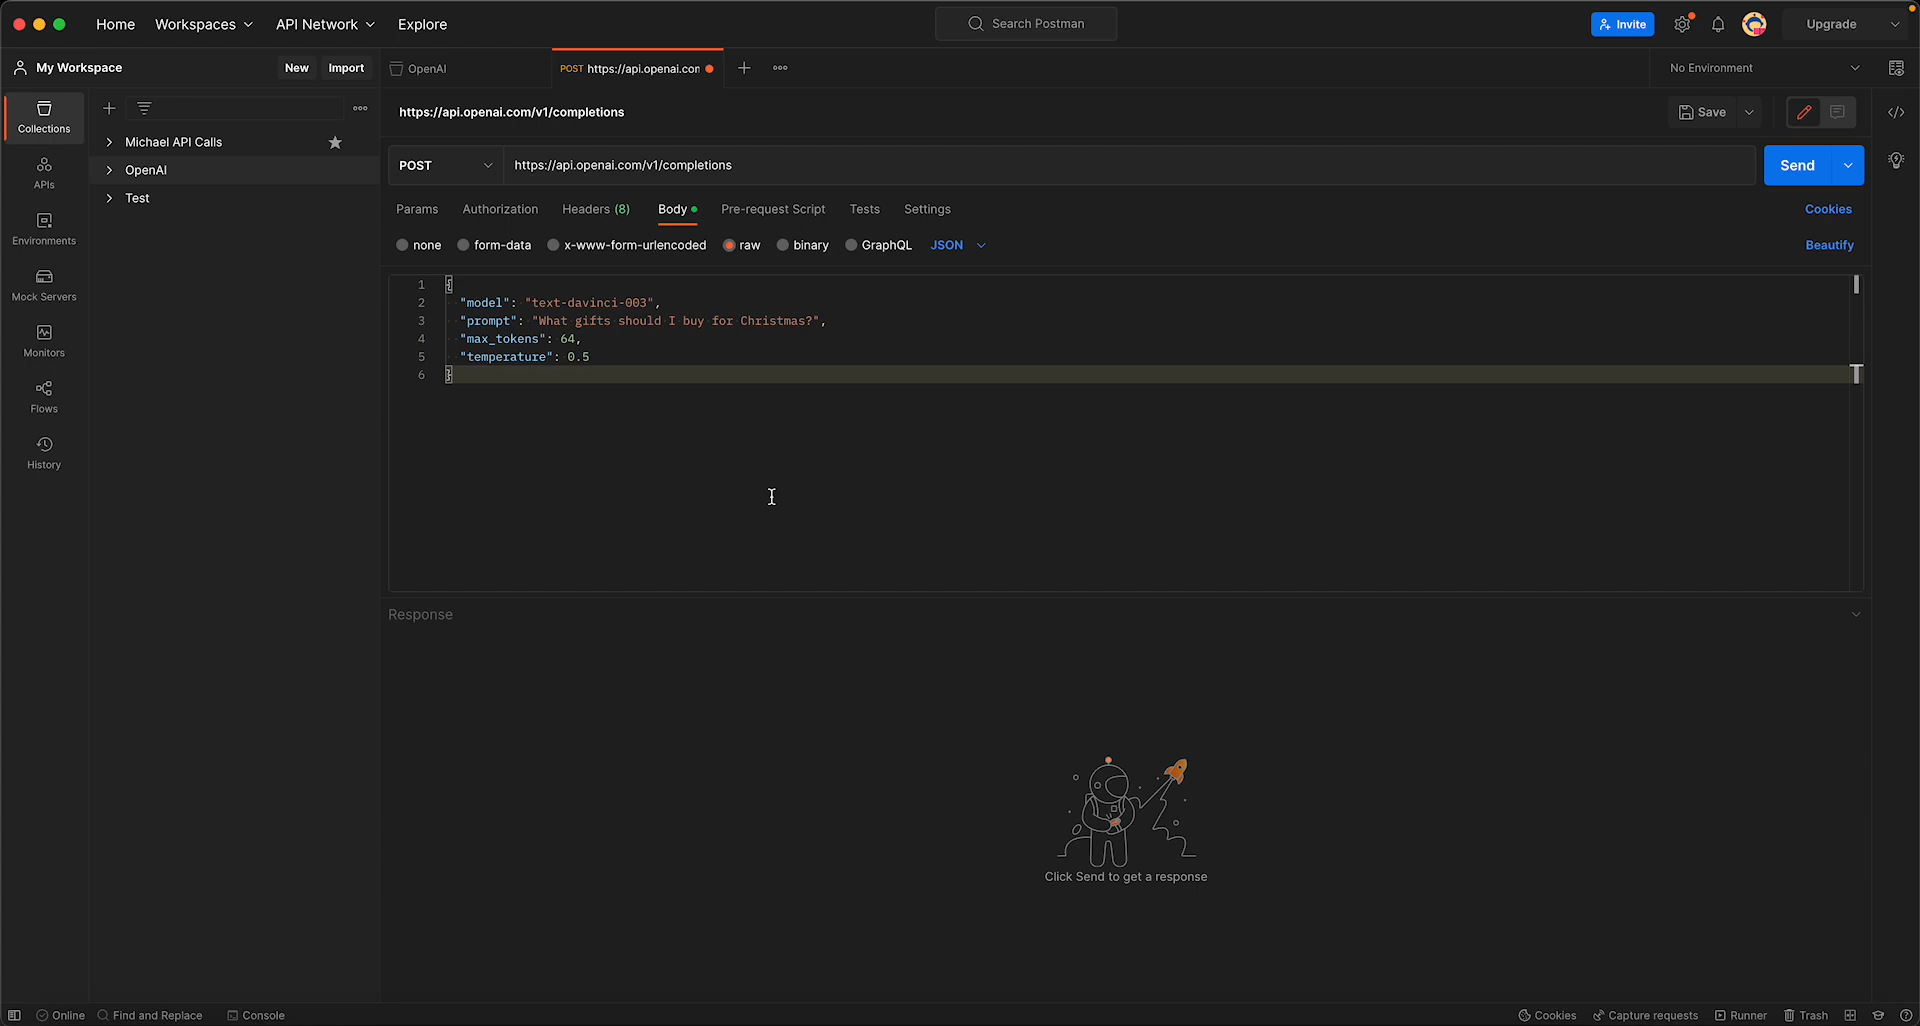 Home Workspaces API Network Explore Search Postman Invite Upgrade
My Workspace New Import OpenAI POST https://api.openai.con No Environment
https://api.openai.com/v1/completions Save
Collections
APIs
Environments
Mock Servers
Monitors
Flows
History
Michael API Calls
OpenAI
Test
POST https://api.openai.com/v1/completions Send
Params Authorization Headers (8) Body Pre-request Script Tests Settings Cookies
none form-data x-www-form-urlencoded raw binary GraphQL JSON Beautify
1 {
2 "model": "text-davinci-003",
3 "prompt": "What gifts should I buy for Christmas?",
4 "max_tokens": 64,
5 "temperature": 0.5
6 }
Response
Click Send to get a response
Online Find and Replace Console Cookies Capture requests Runner Trash